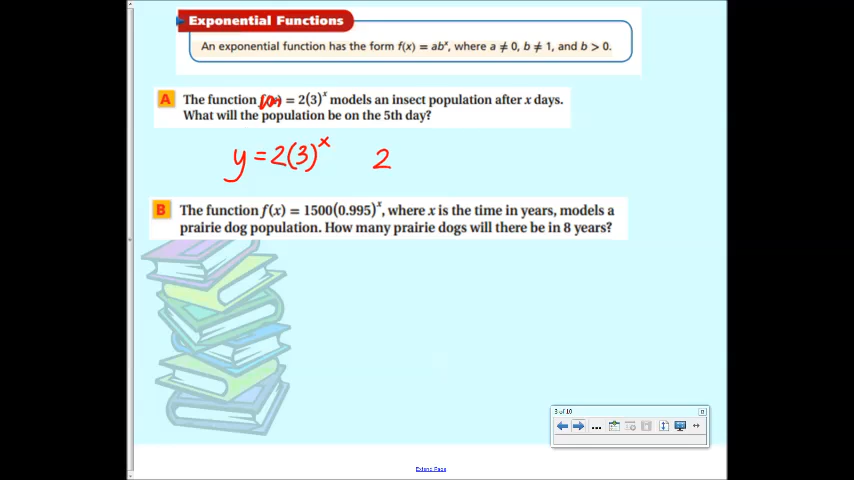 Exponential Functions
An exponential function has the form f(x) = abˣ, where a ≠ 0, b ≠ 1, and b > 0.
A The function f(x) = 2(3)ˣ models an insect population after x days.
What will the population be on the 5th day?
y = 2(3)ˣ 2
B The function f(x) = 1500(0.995)ˣ, where x is the time in years, models a
prairie dog population. How many prairie dogs will there be in 8 years?
3 of 10
Extend Page